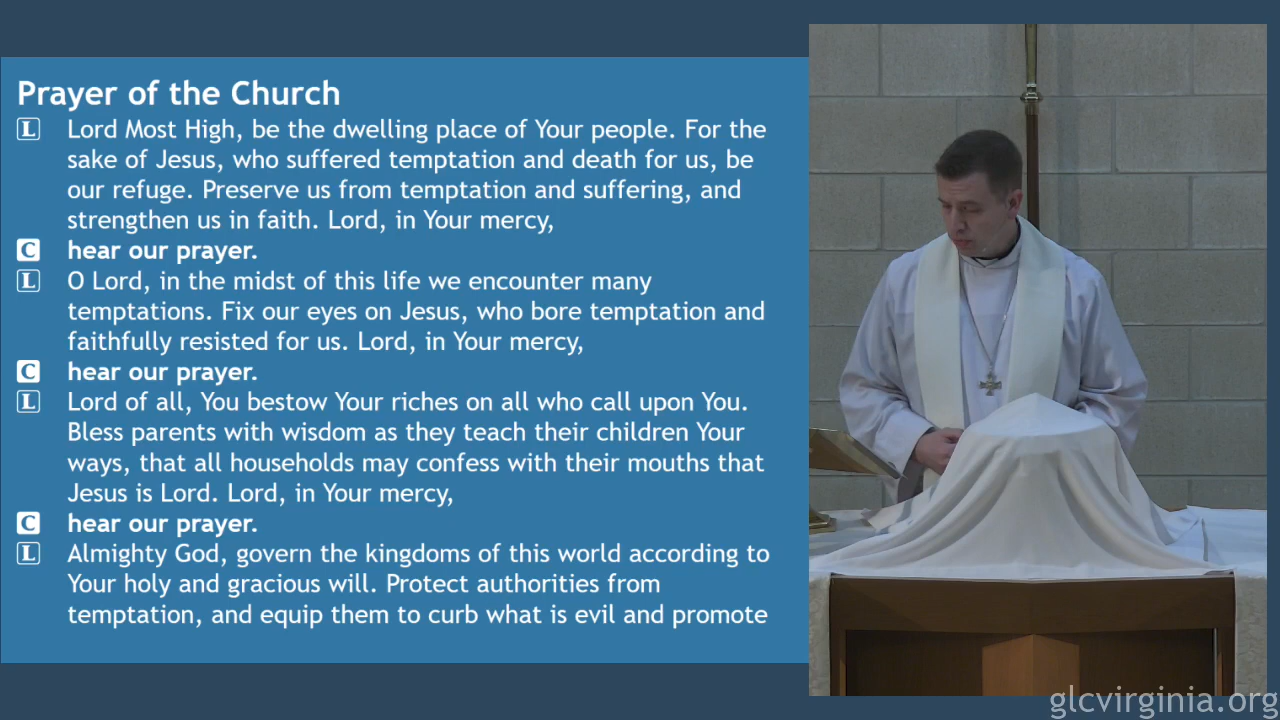 Prayer of the Church
L Lord Most High, be the dwelling place of Your people. For the
sake of Jesus, who suffered temptation and death for us, be
our refuge. Preserve us from temptation and suffering, and
strengthen us in faith. Lord, in Your mercy,
C hear our prayer.
L O Lord, in the midst of this life we encounter many
temptations. Fix our eyes on Jesus, who bore temptation and
faithfully resisted for us. Lord, in Your mercy,
C hear our prayer.
L Lord of all, You bestow Your riches on all who call upon You.
Bless parents with wisdom as they teach their children Your
ways, that all households may confess with their mouths that
Jesus is Lord. Lord, in Your mercy,
C hear our prayer.
L Almighty God, govern the kingdoms of this world according to
Your holy and gracious will. Protect authorities from
temptation, and equip them to curb what is evil and promote
glcvirginia.org